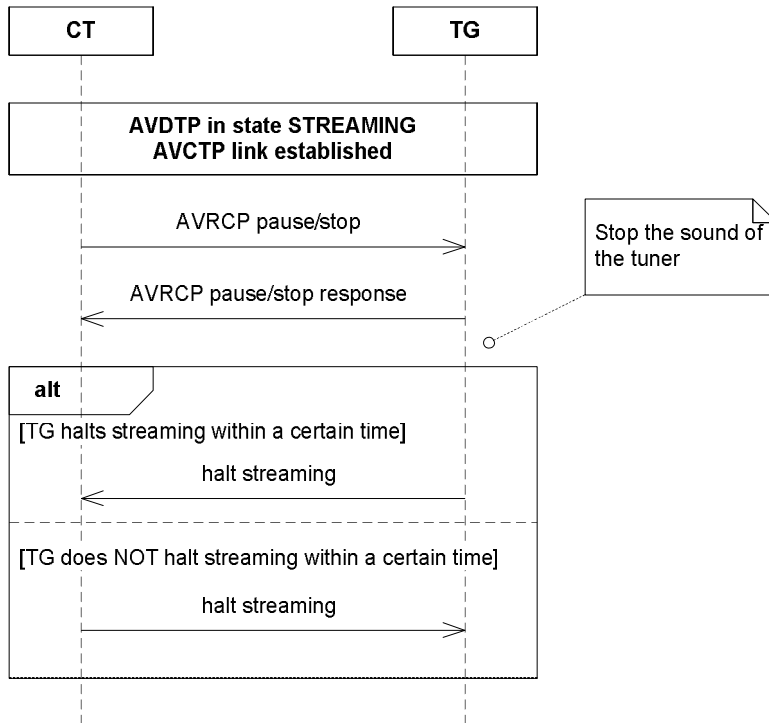 CT
TG
AVDTP in state STREAMING
AVCTP link established
AVRCP pause/stop
Stop the sound of
the tuner
AVRCP pause/stop response
alt
[TG halts streaming within a certain time]
halt streaming
[TG does NOT halt streaming within a certain time]
halt streaming